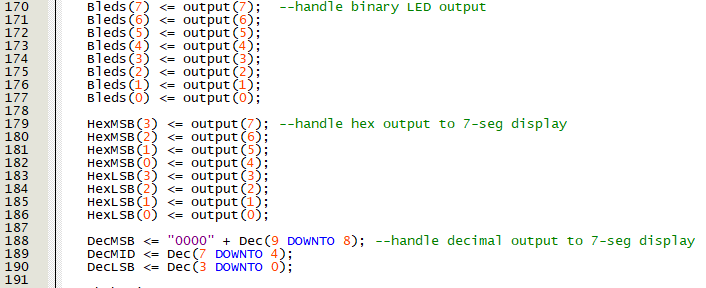 170 Bleds(7) <= output(7); --handle binary LED output
171 Bleds(6) <= output(6);
172 Bleds(5) <= output(5);
173 Bleds(4) <= output(4);
174 Bleds(3) <= output(3);
175 Bleds(2) <= output(2);
176 Bleds(1) <= output(1);
177 Bleds(0) <= output(0);
178
179 HexMSB(3) <= output(7); --handle hex output to 7-seg display
180 HexMSB(2) <= output(6);
181 HexMSB(1) <= output(5);
182 HexMSB(0) <= output(4);
183 HexLSB(3) <= output(3);
184 HexLSB(2) <= output(2);
185 HexLSB(1) <= output(1);
186 HexLSB(0) <= output(0);
187
188 DecMSB <= "0000" + Dec(9 DOWNTO 8); --handle decimal output to 7-seg display
189 DecMID <= Dec(7 DOWNTO 4);
190 DecLSB <= Dec(3 DOWNTO 0);
191